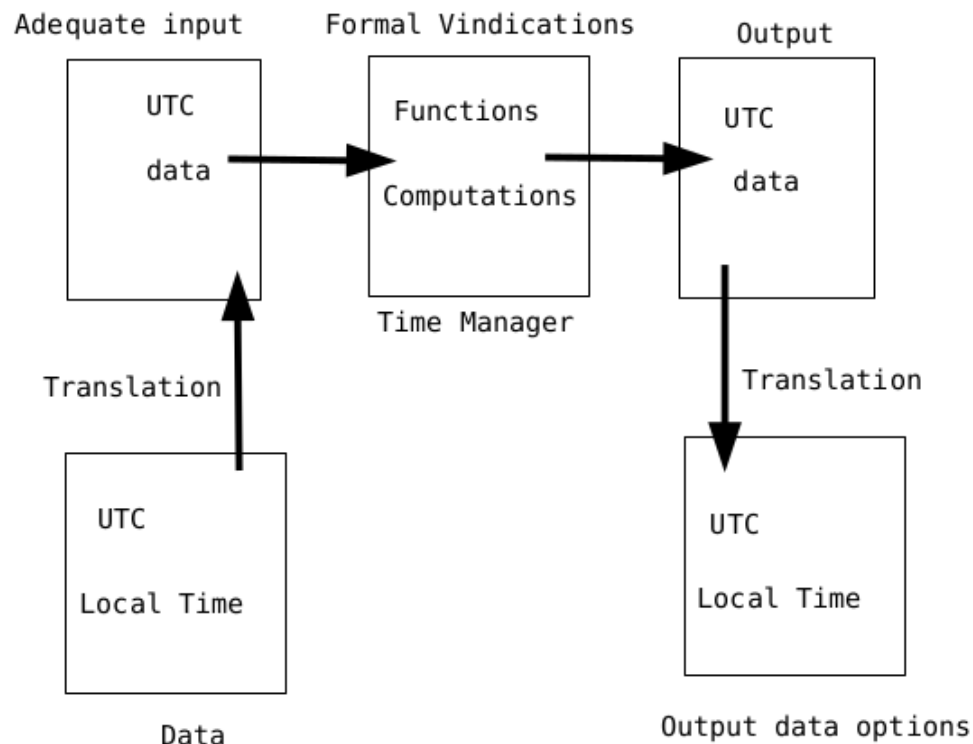 Adequate input
Formal Vindications
Output
UTC
data
Functions
Computations
UTC
data
Time Manager
Translation
Translation
UTC
Local Time
UTC
Local Time
Data
Output data options